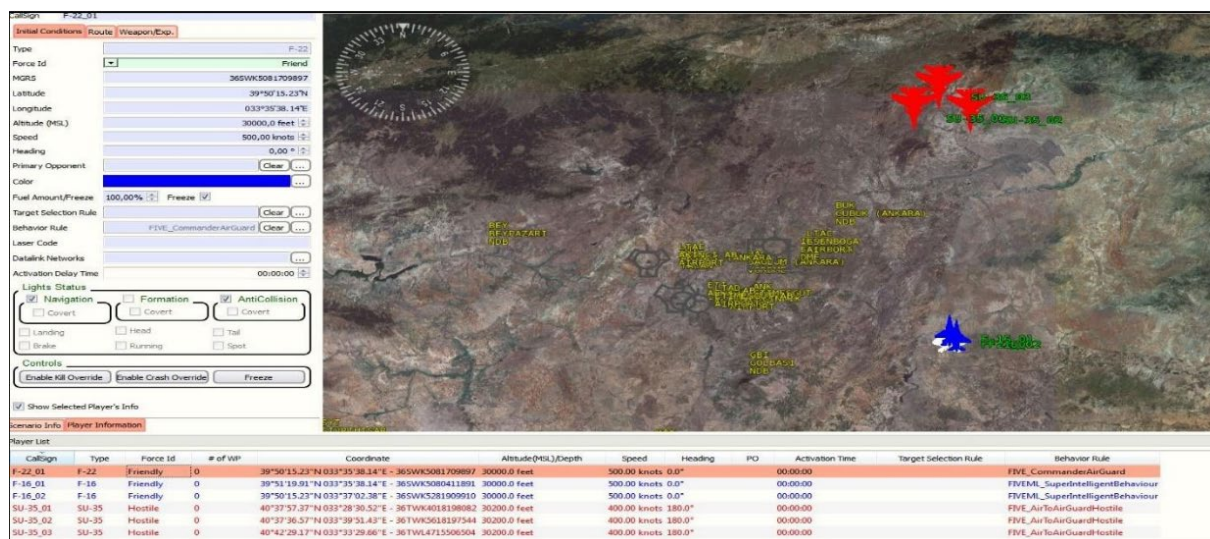 CallSign F-22_01
Initial Conditions Route Weapon/Exp.
Type F-22
Force Id Friend
MGRS 36SWK5081709897
Latitude 39°50'15.23"N
Longitude 033°35'38.14"E
Altitude (MSL) 30000,0 feet
Speed 500,00 knots
Heading 0,00 °
Primary Opponent Clear ...
Color ...
Fuel Amount/Freeze 100,00% Freeze
Target Selection Rule Clear ...
Behavior Rule FIVE_CommanderAirGuard Clear ...
Laser Code
Datalink Networks ...
Activation Delay Time 00:00:00
Lights Status
Navigation Formation AntiCollision
Covert Covert Covert
Landing Head Tail
Brake Running Spot
Controls
Enable Kill Override Enable Crash Override Freeze
Show Selected Player's Info
Scenario Info Player Information
BEY
BEYPAZARI
NDB
BUK
CUBUK (ANKARA)
NDB
GBI
GOLBASI
NDB
Player List
CallSign Type Force Id # of WP Coordinate Altitude(MSL)/Depth Speed Heading PO Activation Time Target Selection Rule Behavior Rule
F-22_01 F-22 Friendly 0 39°50'15.23"N 033°35'38.14"E - 36SWK5081709897 30000.0 feet 500.00 knots 0.0° 00:00:00 FIVE_CommanderAirGuard
F-16_01 F-16 Friendly 0 39°51'19.91"N 033°35'38.14"E - 36SWK5080411891 30000.0 feet 500.00 knots 0.0° 00:00:00 FIVEML_SuperIntelligentBehaviour
F-16_02 F-16 Friendly 0 39°50'15.23"N 033°37'02.38"E - 36SWK5281909910 30000.0 feet 500.00 knots 0.0° 00:00:00 FIVEML_SuperIntelligentBehaviour
SU-35_01 SU-35 Hostile 0 40°37'57.37"N 033°28'30.52"E - 36TWK4018198082 30200.0 feet 400.00 knots 180.0° 00:00:00 FIVE_AirToAirGuardHostile
SU-35_02 SU-35 Hostile 0 40°37'36.57"N 033°39'51.43"E - 36TWK5618197544 30200.0 feet 400.00 knots 180.0° 00:00:00 FIVE_AirToAirGuardHostile
SU-35_03 SU-35 Hostile 0 40°42'29.17"N 033°33'29.66"E - 36TWL4715506504 30200.0 feet 400.00 knots 180.0° 00:00:00 FIVE_AirToAirGuardHostile